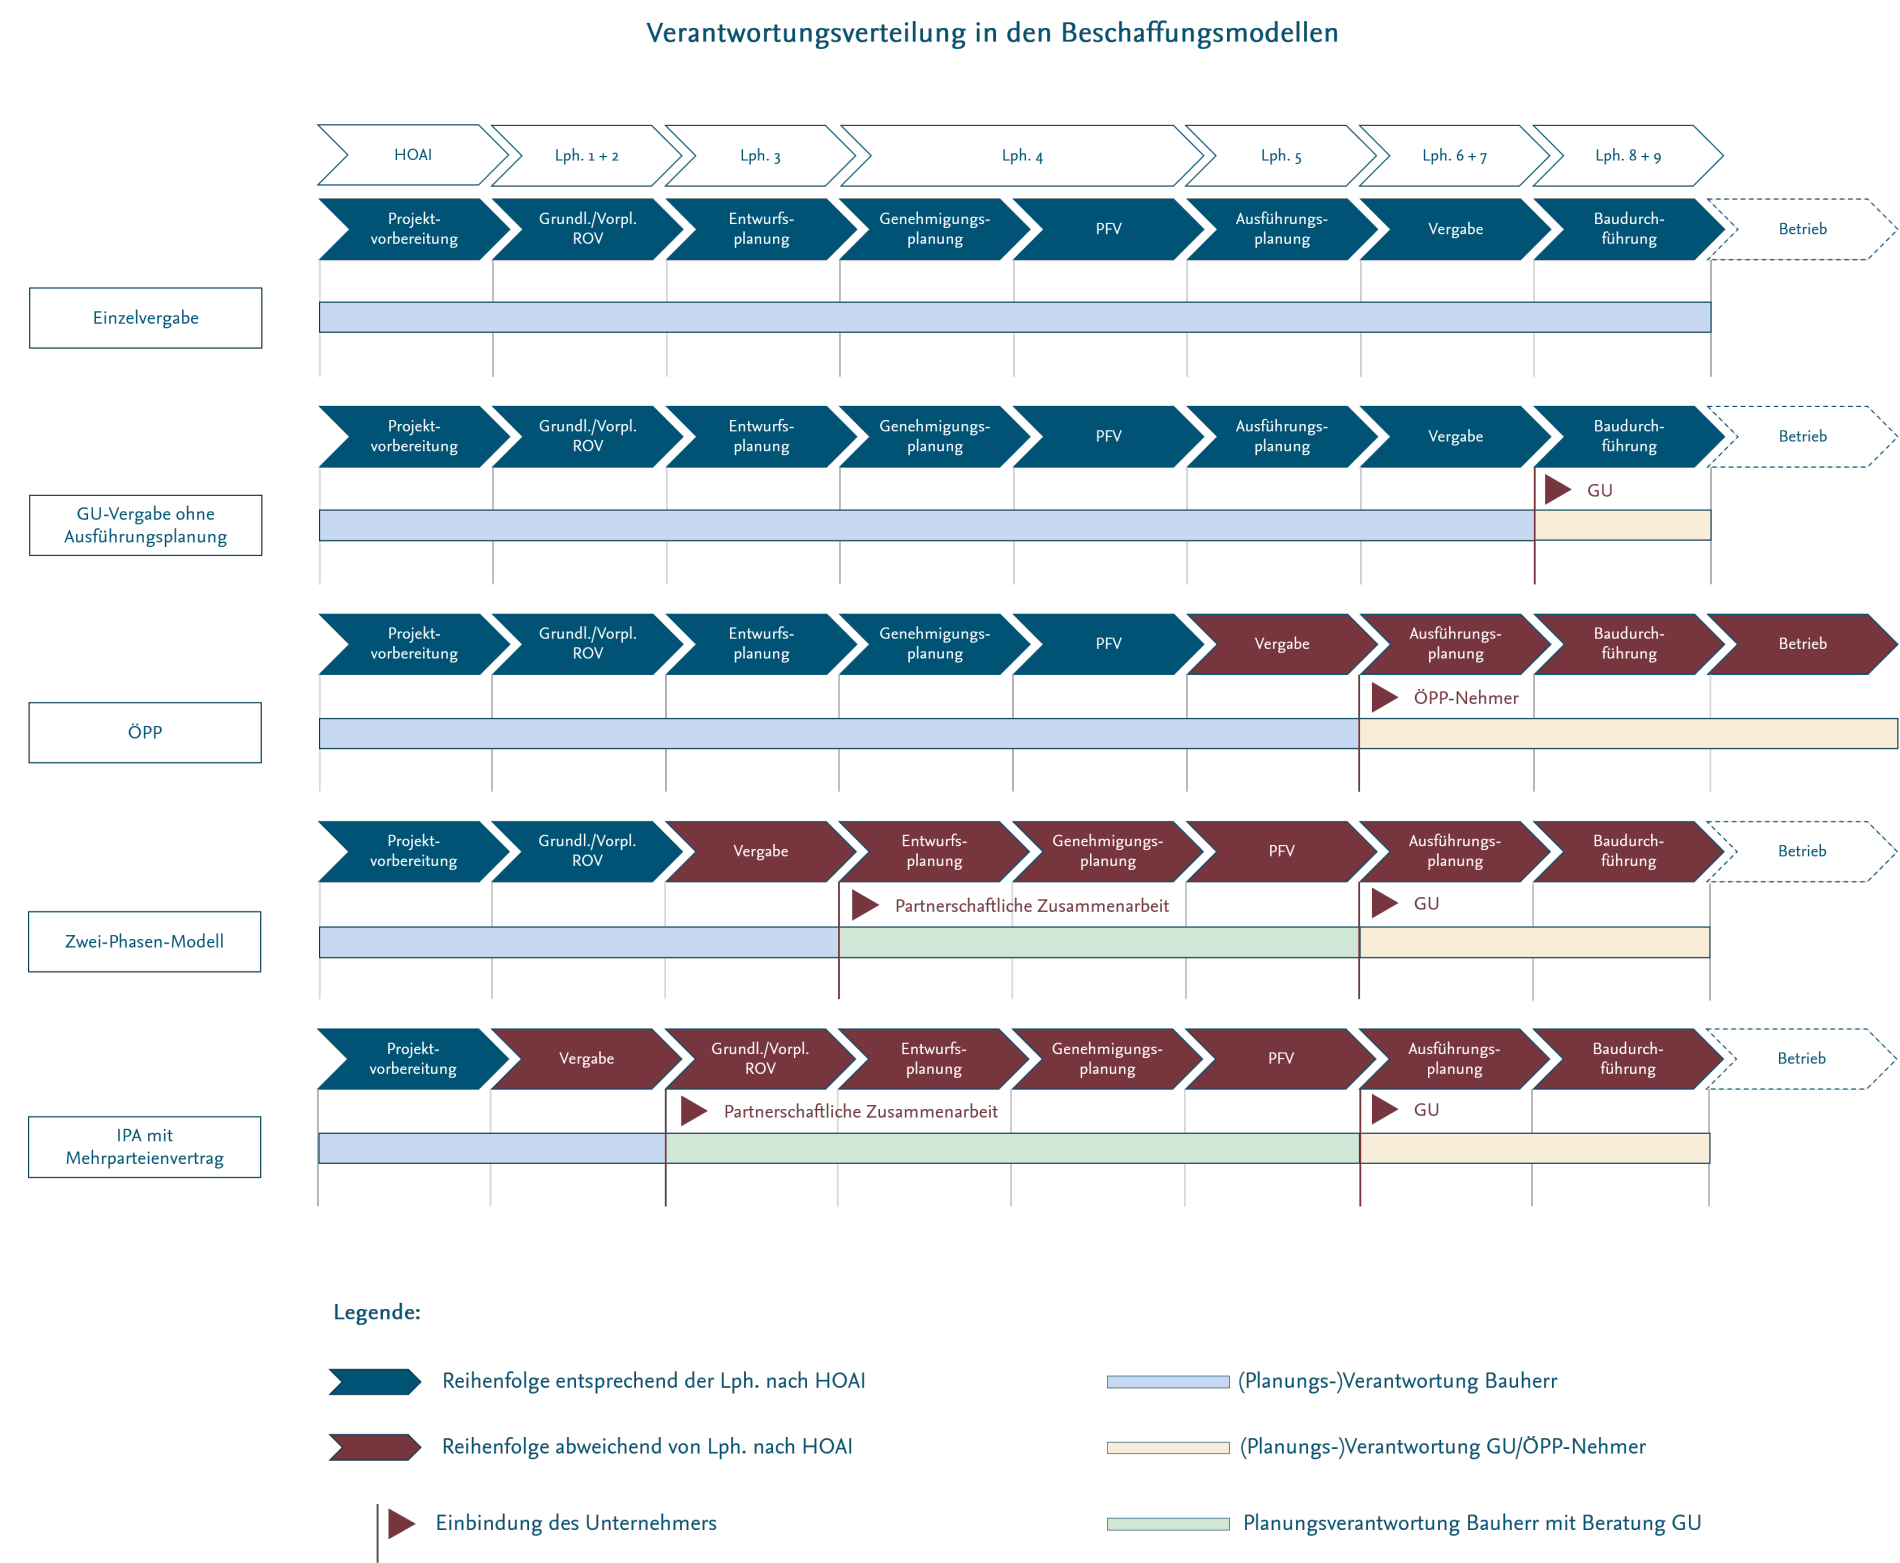 Verantwortungsverteilung in den Beschaffungsmodellen
HOAI
Lph. 1 + 2
Lph. 3
Lph. 4
Lph. 5
Lph. 6 + 7
Lph. 8 + 9
Projekt-
vorbereitung
Grundl./Vorpl.
ROV
Entwurfs-
planung
Genehmigungs-
planung
PFV
Ausführungs-
planung
Vergabe
Baudurch-
führung
Betrieb
Einzelvergabe
Projekt-
vorbereitung
Grundl./Vorpl.
ROV
Entwurfs-
planung
Genehmigungs-
planung
PFV
Ausführungs-
planung
Vergabe
Baudurch-
führung
Betrieb
GU
GU-Vergabe ohne
Ausführungsplanung
Projekt-
vorbereitung
Grundl./Vorpl.
ROV
Entwurfs-
planung
Genehmigungs-
planung
PFV
Vergabe
Ausführungs-
planung
Baudurch-
führung
Betrieb
ÖPP-Nehmer
ÖPP
Projekt-
vorbereitung
Grundl./Vorpl.
ROV
Vergabe
Entwurfs-
planung
Genehmigungs-
planung
PFV
Ausführungs-
planung
Baudurch-
führung
Betrieb
Partnerschaftliche Zusammenarbeit
GU
Zwei-Phasen-Modell
Projekt-
vorbereitung
Vergabe
Grundl./Vorpl.
ROV
Entwurfs-
planung
Genehmigungs-
planung
PFV
Ausführungs-
planung
Baudurch-
führung
Betrieb
Partnerschaftliche Zusammenarbeit
GU
IPA mit
Mehrparteienvertrag
Legende:
Reihenfolge entsprechend der Lph. nach HOAI
(Planungs-)Verantwortung Bauherr
Reihenfolge abweichend von Lph. nach HOAI
(Planungs-)Verantwortung GU/ÖPP-Nehmer
Einbindung des Unternehmers
Planungsverantwortung Bauherr mit Beratung GU